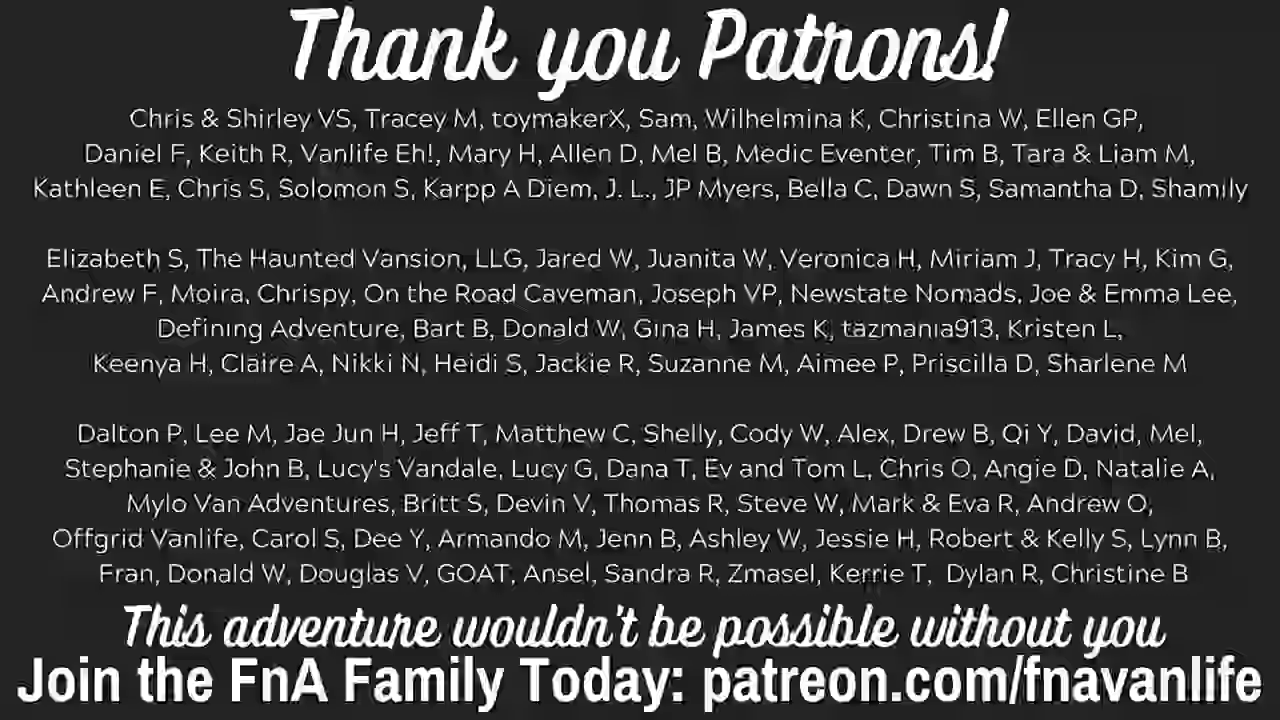 Thank you Patrons!
Chris & Shirley VS, Tracey M, toymakerX, Sam, Wilhelmina K, Christina W, Ellen GP,
Daniel F, Keith R, Vanlife Eh!, Mary H, Allen D, Mel B, Medic Eventer, Tim B, Tara & Liam M,
Kathleen E, Chris S, Solomon S, Karpp A Diem, J. L., JP Myers, Bella C, Dawn S, Samantha D, Shamily
Elizabeth S, The Haunted Vansion, LLG, Jared W, Juanita W, Veronica H, Miriam J, Tracy H, Kim G,
Andrew F, Moira, Chrispy, On the Road Caveman, Joseph VP, Newstate Nomads, Joe & Emma Lee,
Defining Adventure, Bart B, Donald W, Gina H, James K, tazmania913, Kristen L,
Keenya H, Claire A, Nikki N, Heidi S, Jackie R, Suzanne M, Aimee P, Priscilla D, Sharlene M
Dalton P, Lee M, Jae Jun H, Jeff T, Matthew C, Shelly, Cody W, Alex, Drew B, Qi Y, David, Mel,
Stephanie & John B, Lucy's Vandale, Lucy G, Dana T, Ev and Tom L, Chris O, Angie D, Natalie A,
Mylo Van Adventures, Britt S, Devin V, Thomas R, Steve W, Mark & Eva R, Andrew O,
Offgrid Vanlife, Carol S, Dee Y, Armando M, Jenn B, Ashley W, Jessie H, Robert & Kelly S, Lynn B,
Fran, Donald W, Douglas V, GOAT, Ansel, Sandra R, Zmasel, Kerrie T, Dylan R, Christine B
This adventure wouldn't be possible without you
Join the FnA Family Today: patreon.com/fnavanlife